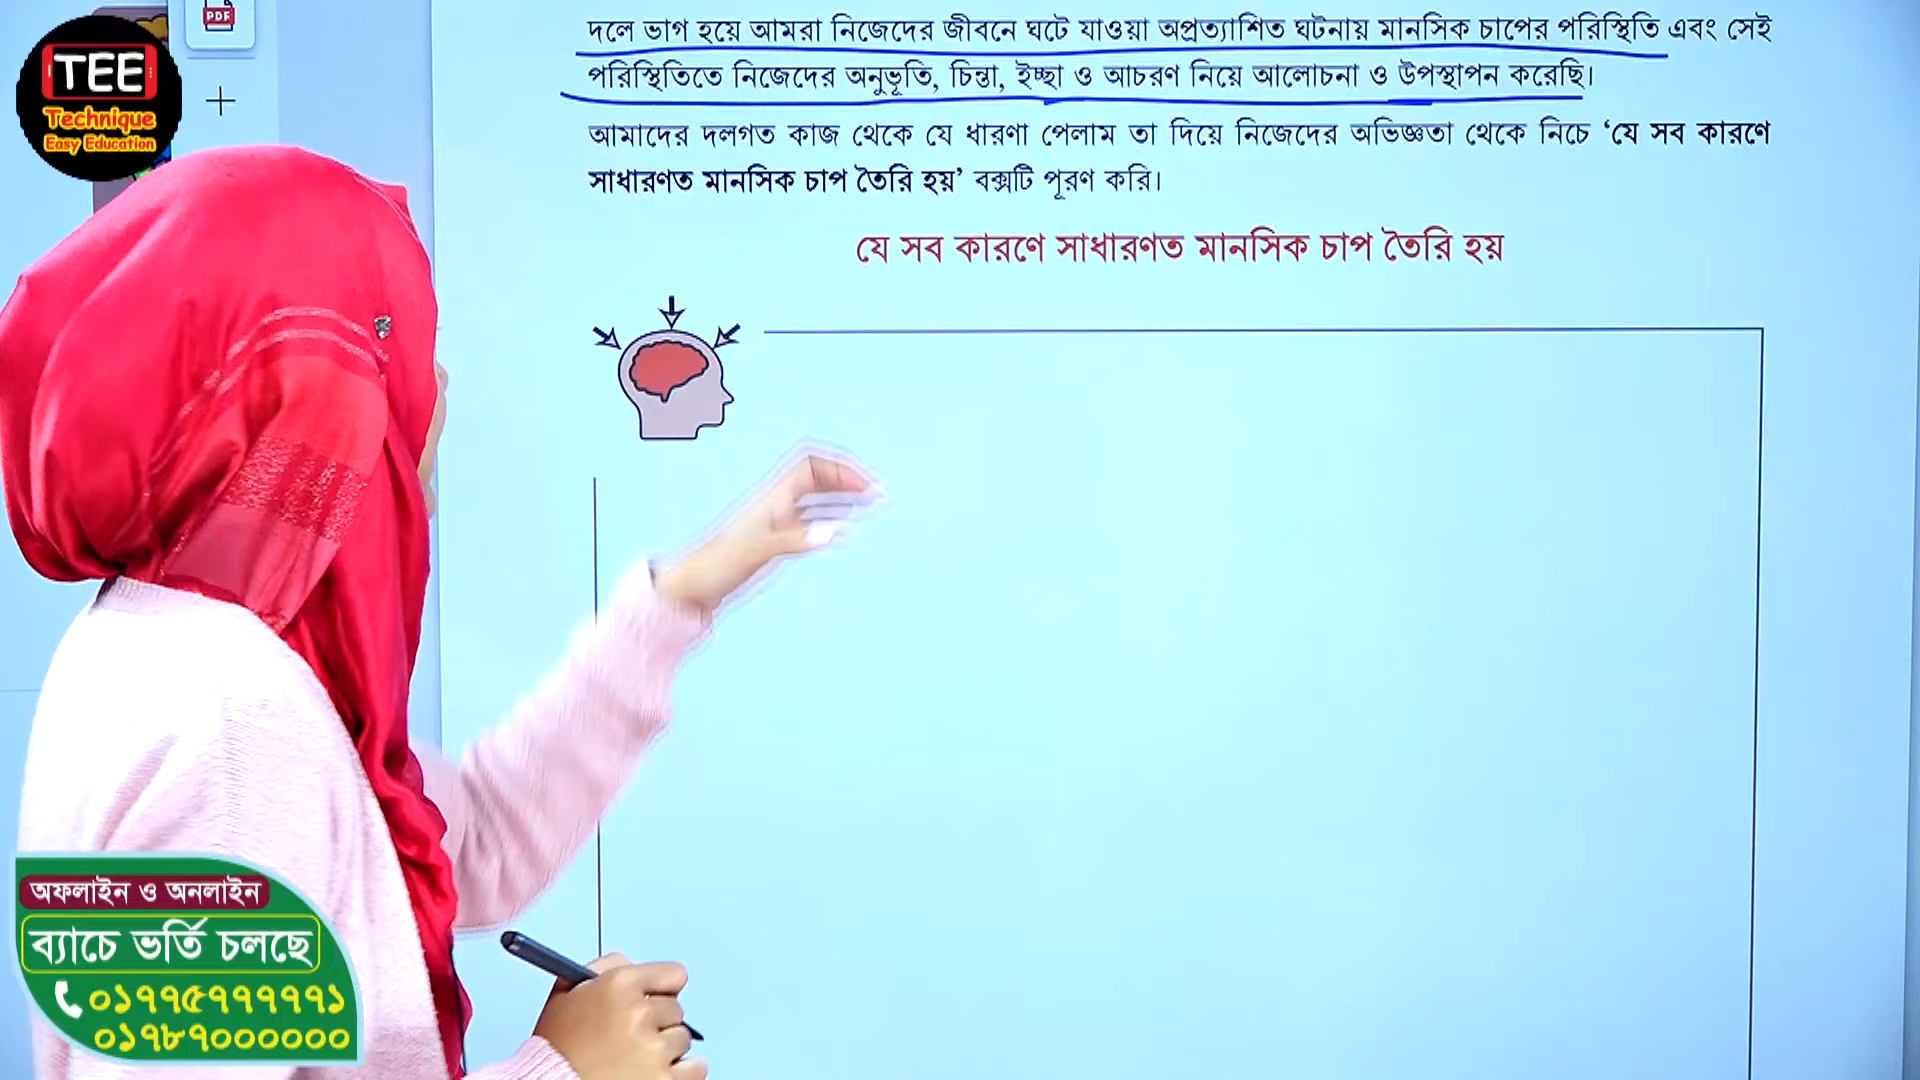 PDF
TEE
Technique
Easy Education
দলে ভাগ হয়ে আমরা নিজেদের জীবনে ঘটে যাওয়া অপ্রত্যাশিত ঘটনায় মানসিক চাপের পরিস্থিতি এবং সেই
পরিস্থিতিতে নিজেদের অনুভূতি, চিন্তা, ইচ্ছা ও আচরণ নিয়ে আলোচনা ও উপস্থাপন করেছি।
আমাদের দলগত কাজ থেকে যে ধারণা পেলাম তা দিয়ে নিজেদের অভিজ্ঞতা থেকে নিচে ‘যে সব কারণে
সাধারণত মানসিক চাপ তৈরি হয়’ বক্সটি পূরণ করি।
যে সব কারণে সাধারণত মানসিক চাপ তৈরি হয়
অফলাইন ও অনলাইন
ব্যাচে ভর্তি চলছে
০১৭৭৫৭৭৭৭৭১
০১৭৮৭০০০০০০